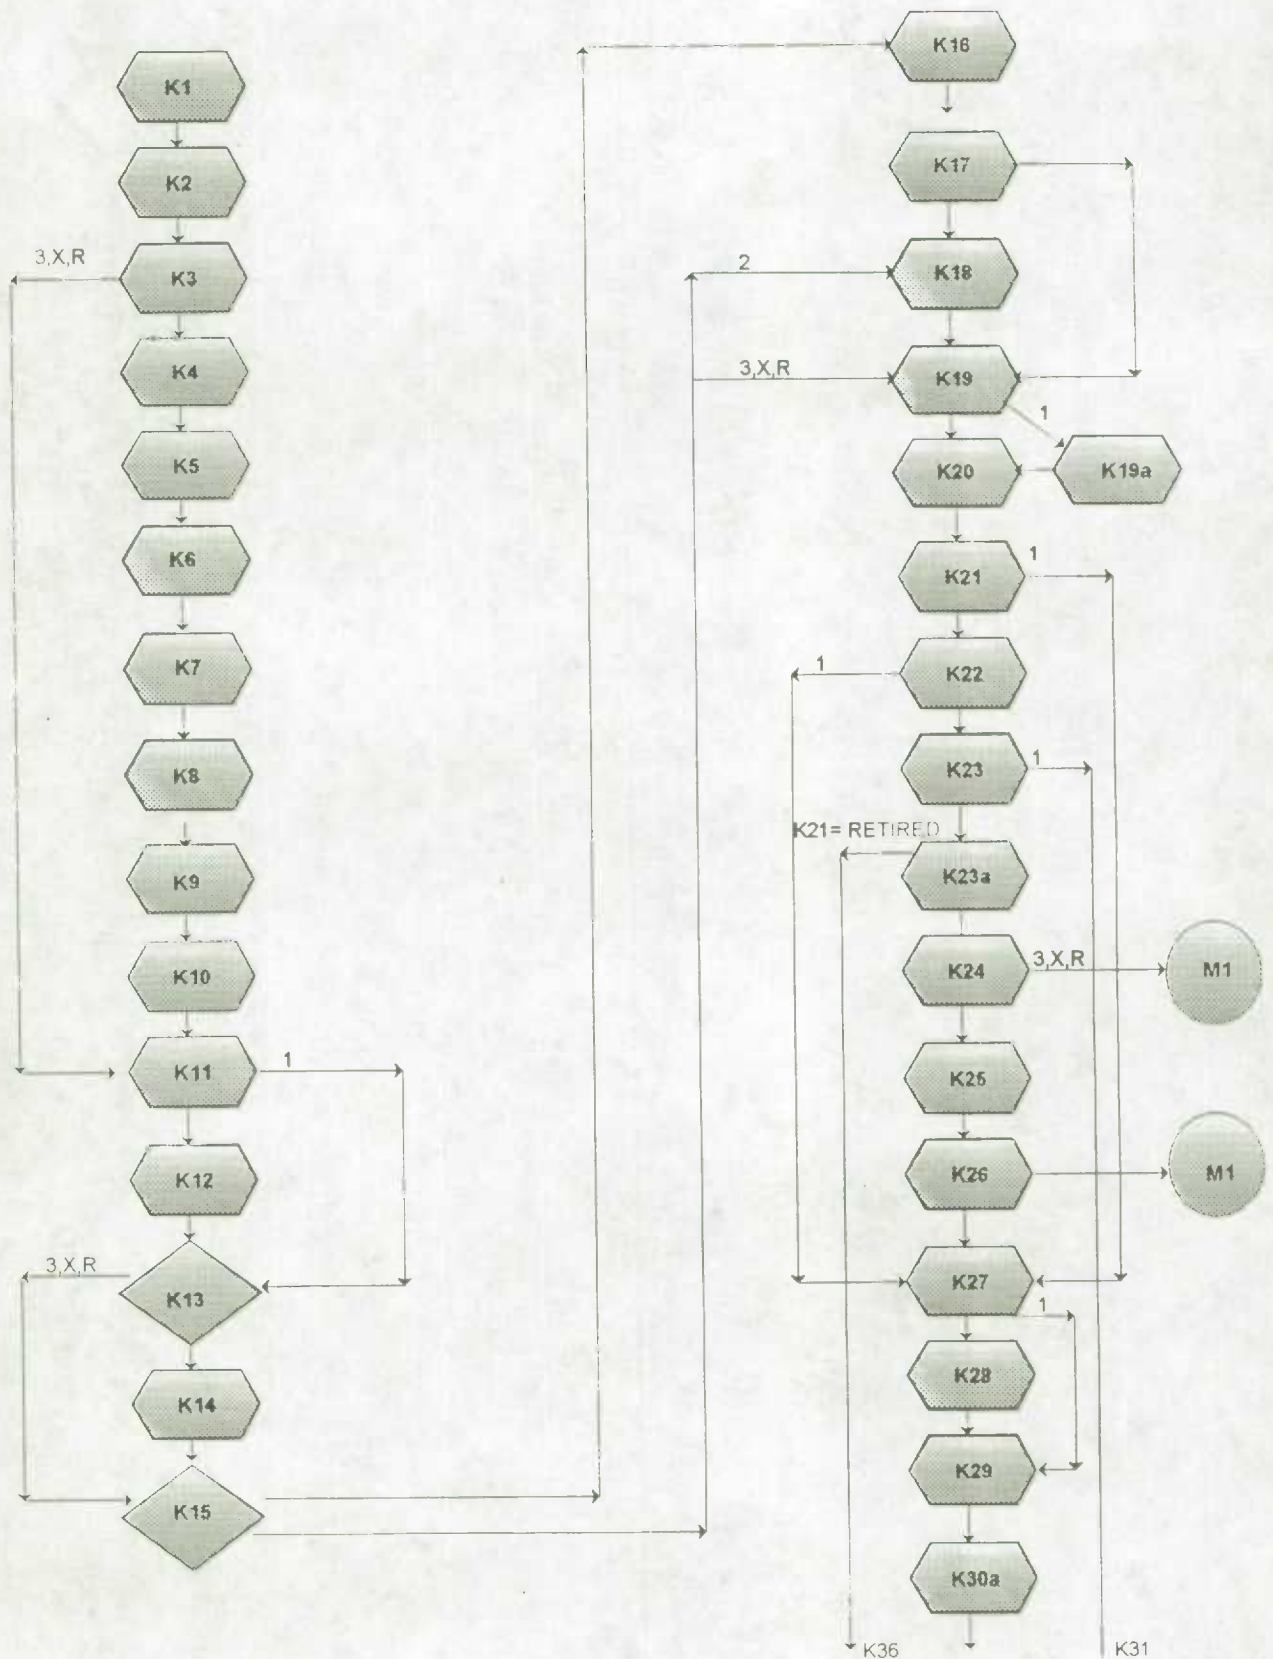 K1
K2
3,X,R
K3
K4
K5
K6
K7
K8
K9
K10
K11
1
K12
3,X,R
K13
K14
K15
K16
K17
2
K18
3,X,R
K19
1
K20
K19a
K21
1
1
K22
K23
1
K21= RETIRED
K23a
K24
3,X,R
M1
K25
K26
M1
K27
1
K28
K29
K30a
K36
K31